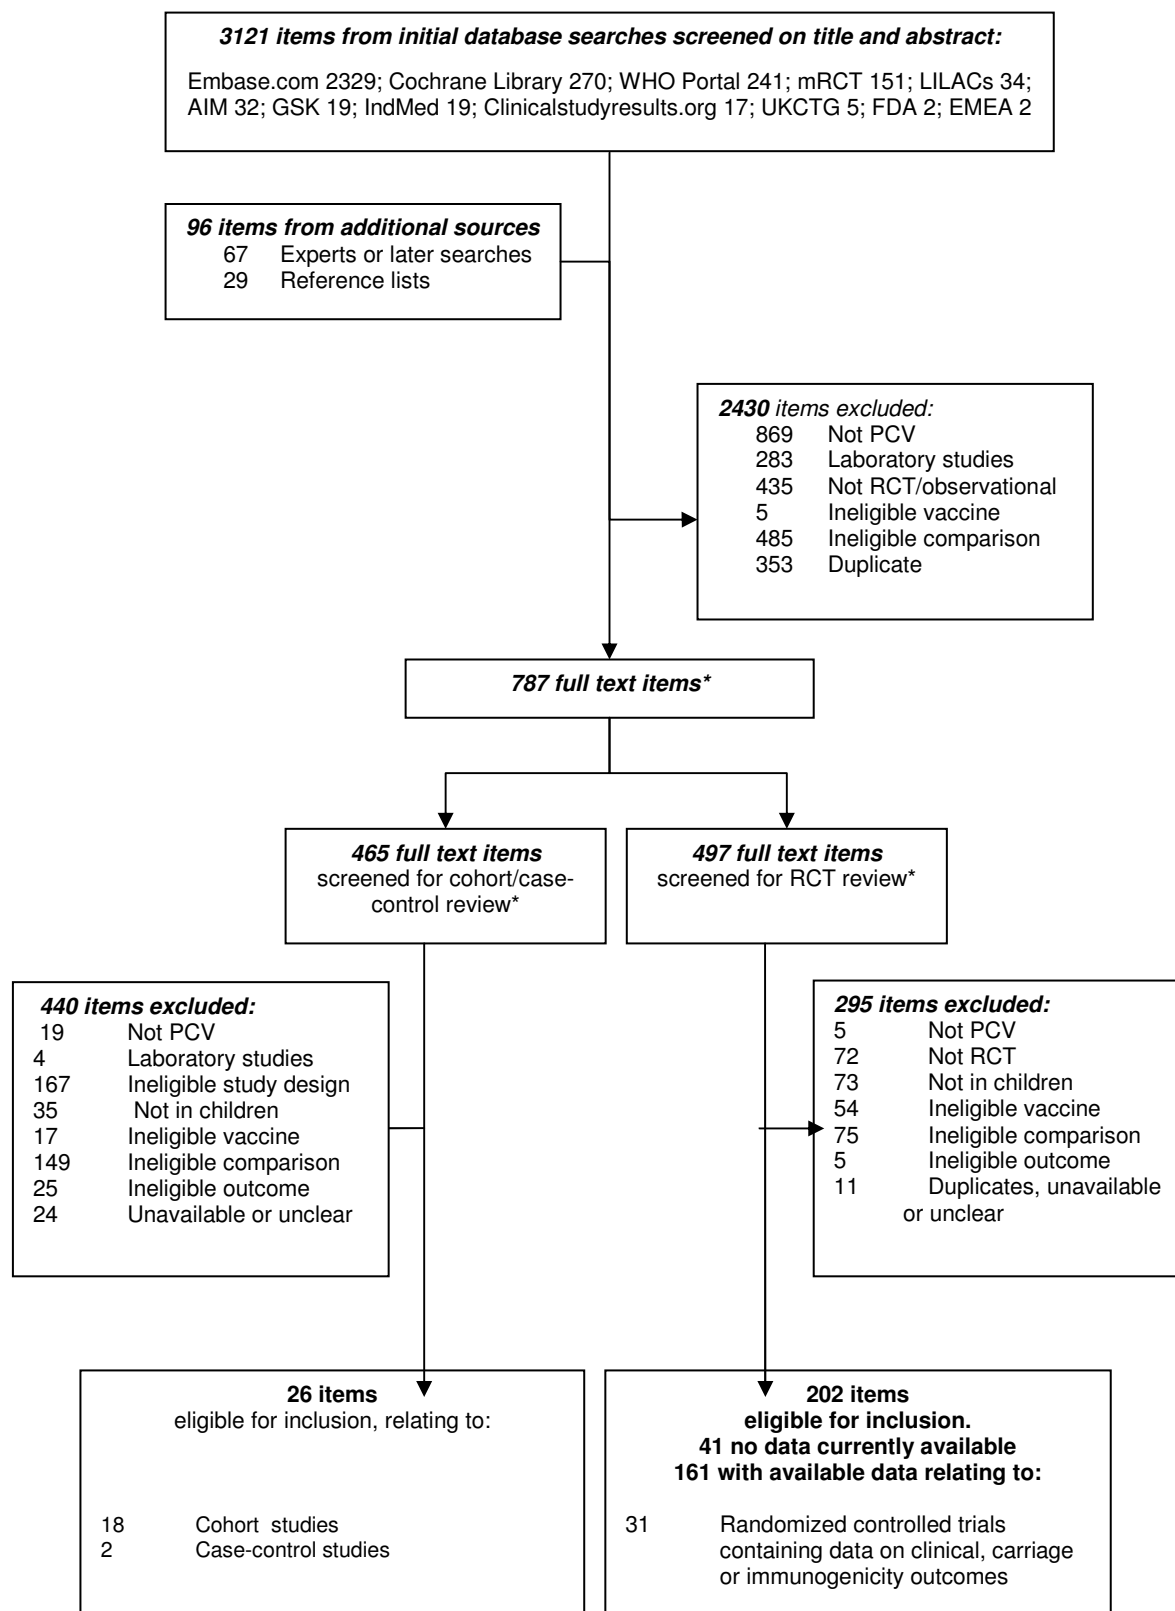 3121 items from initial database searches screened on title and abstract:
Embase.com 2329; Cochrane Library 270; WHO Portal 241; mRCT 151; LILACs 34;
AIM 32; GSK 19; IndMed 19; Clinicalstudyresults.org 17; UKCTG 5; FDA 2; EMEA 2
96 items from additional sources
67 Experts or later searches
29 Reference lists
2430 items excluded:
869 Not PCV
283 Laboratory studies
435 Not RCT/observational
5 Ineligible vaccine
485 Ineligible comparison
353 Duplicate
787 full text items*
465 full text items
screened for cohort/case-
control review*
497 full text items
screened for RCT review*
440 items excluded:
19 Not PCV
4 Laboratory studies
167 Ineligible study design
35 Not in children
17 Ineligible vaccine
149 Ineligible comparison
25 Ineligible outcome
24 Unavailable or unclear
295 items excluded:
5 Not PCV
72 Not RCT
73 Not in children
54 Ineligible vaccine
75 Ineligible comparison
5 Ineligible outcome
11 Duplicates, unavailable
or unclear
26 items
eligible for inclusion, relating to:
18 Cohort studies
2 Case-control studies
202 items
eligible for inclusion.
41 no data currently available
161 with available data relating to:
31 Randomized controlled trials
containing data on clinical, carriage
or immunogenicity outcomes